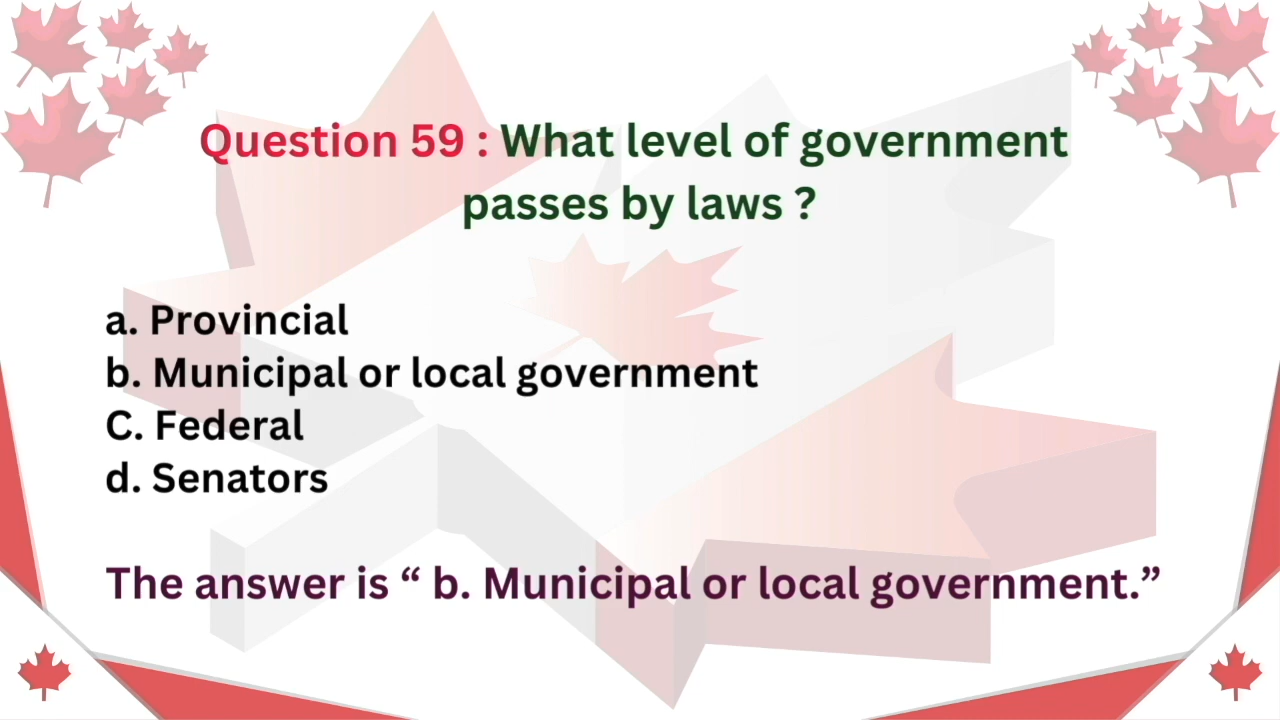 Question 59 : What level of government
passes by laws ?
a. Provincial
b. Municipal or local government
C. Federal
d. Senators
The answer is “ b. Municipal or local government.”